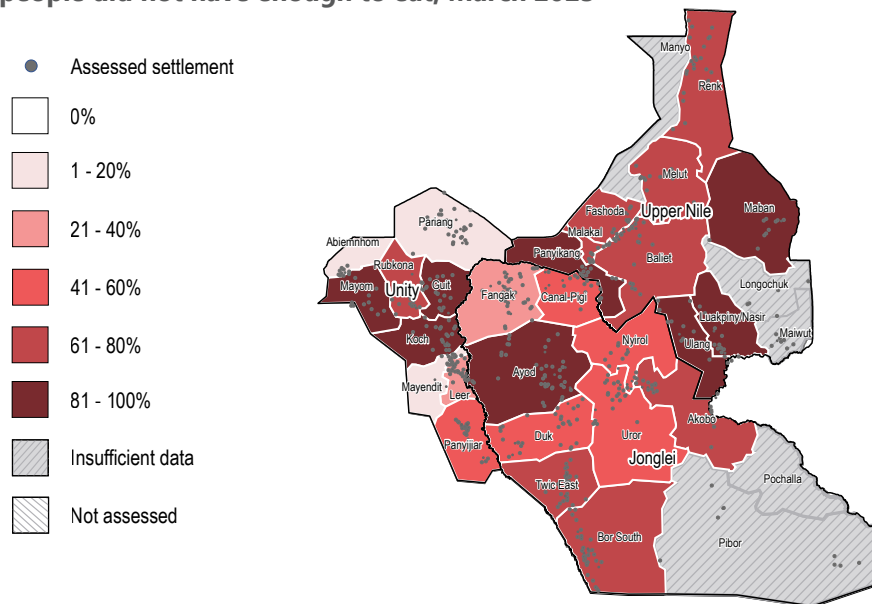 people did not have enough to eat, March 2023
Assessed settlement
0%
1 - 20%
21 - 40%
41 - 60%
61 - 80%
81 - 100%
Insufficient data
Not assessed
Manyo
Renk
Melut
Maban
Fashoda
Upper Nile
Malakal
Pariang
Panyikang
Baliet
Abiemnhom
Rubkona
Longochuk
Mayom
Unity
Guit
Fangak
Canal-Pigi
Luakpiny/Nasir
Maiwut
Koch
Nyirol
Ulang
Ayod
Mayendit
Leer
Akobo
Panyijiar
Duk
Uror
Jonglei
Pochalla
Twic East
Bor South
Pibor